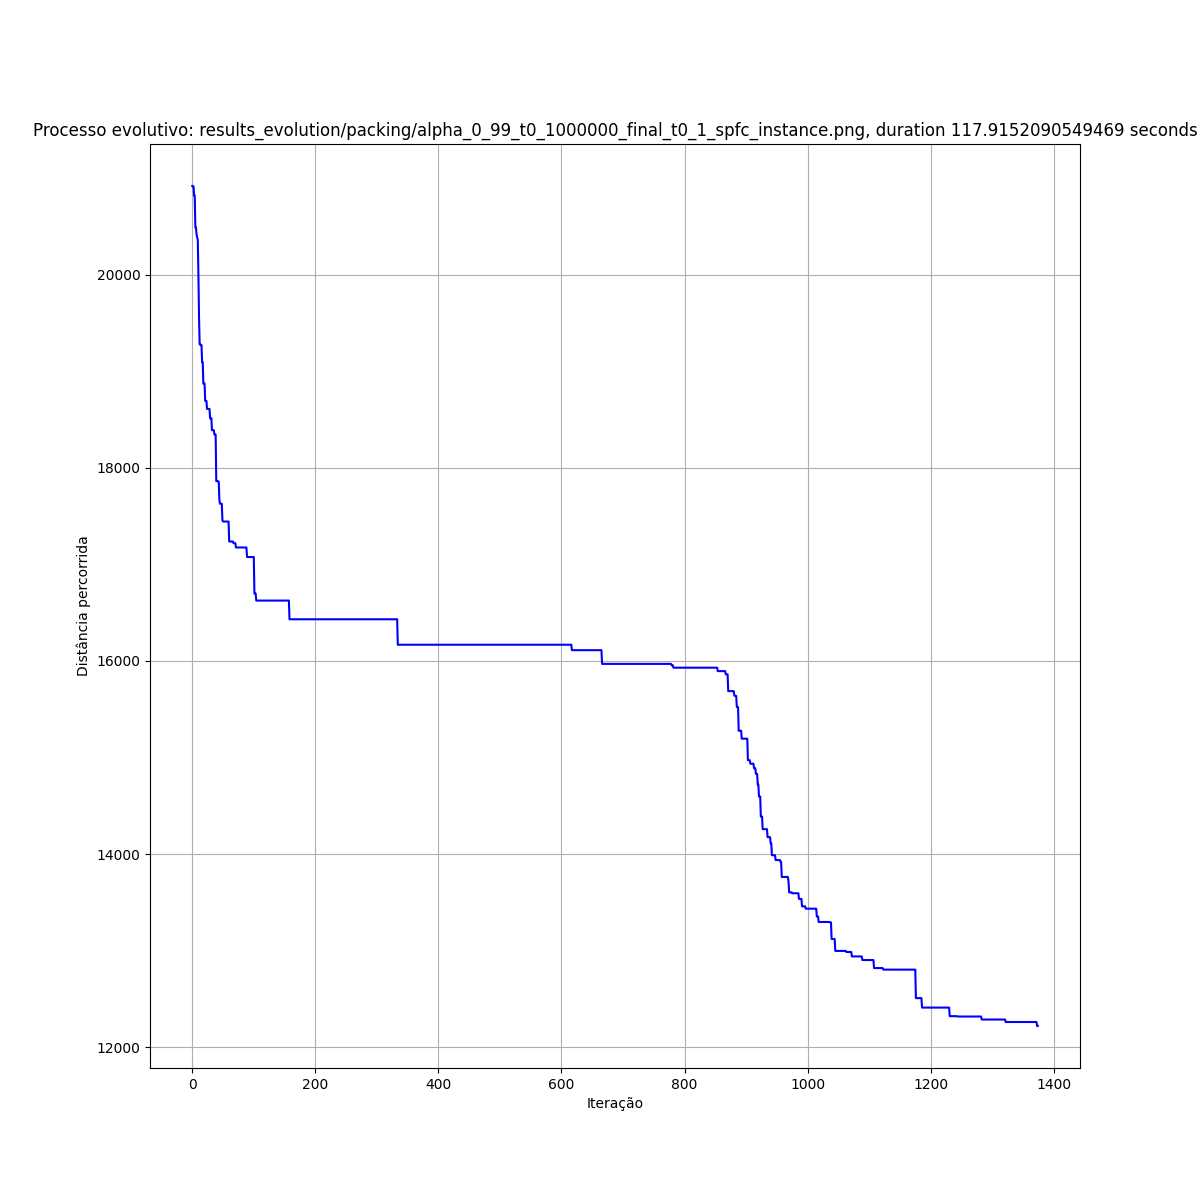 Processo evolutivo: results_evolution/packing/alpha_0_99_t0_1000000_final_t0_1_spfc_instance.png, duration 117.9152090549469 seconds
20000
18000
16000
14000
12000
Distância percorrida
0 200 400 600 800 1000 1200 1400
Iteração